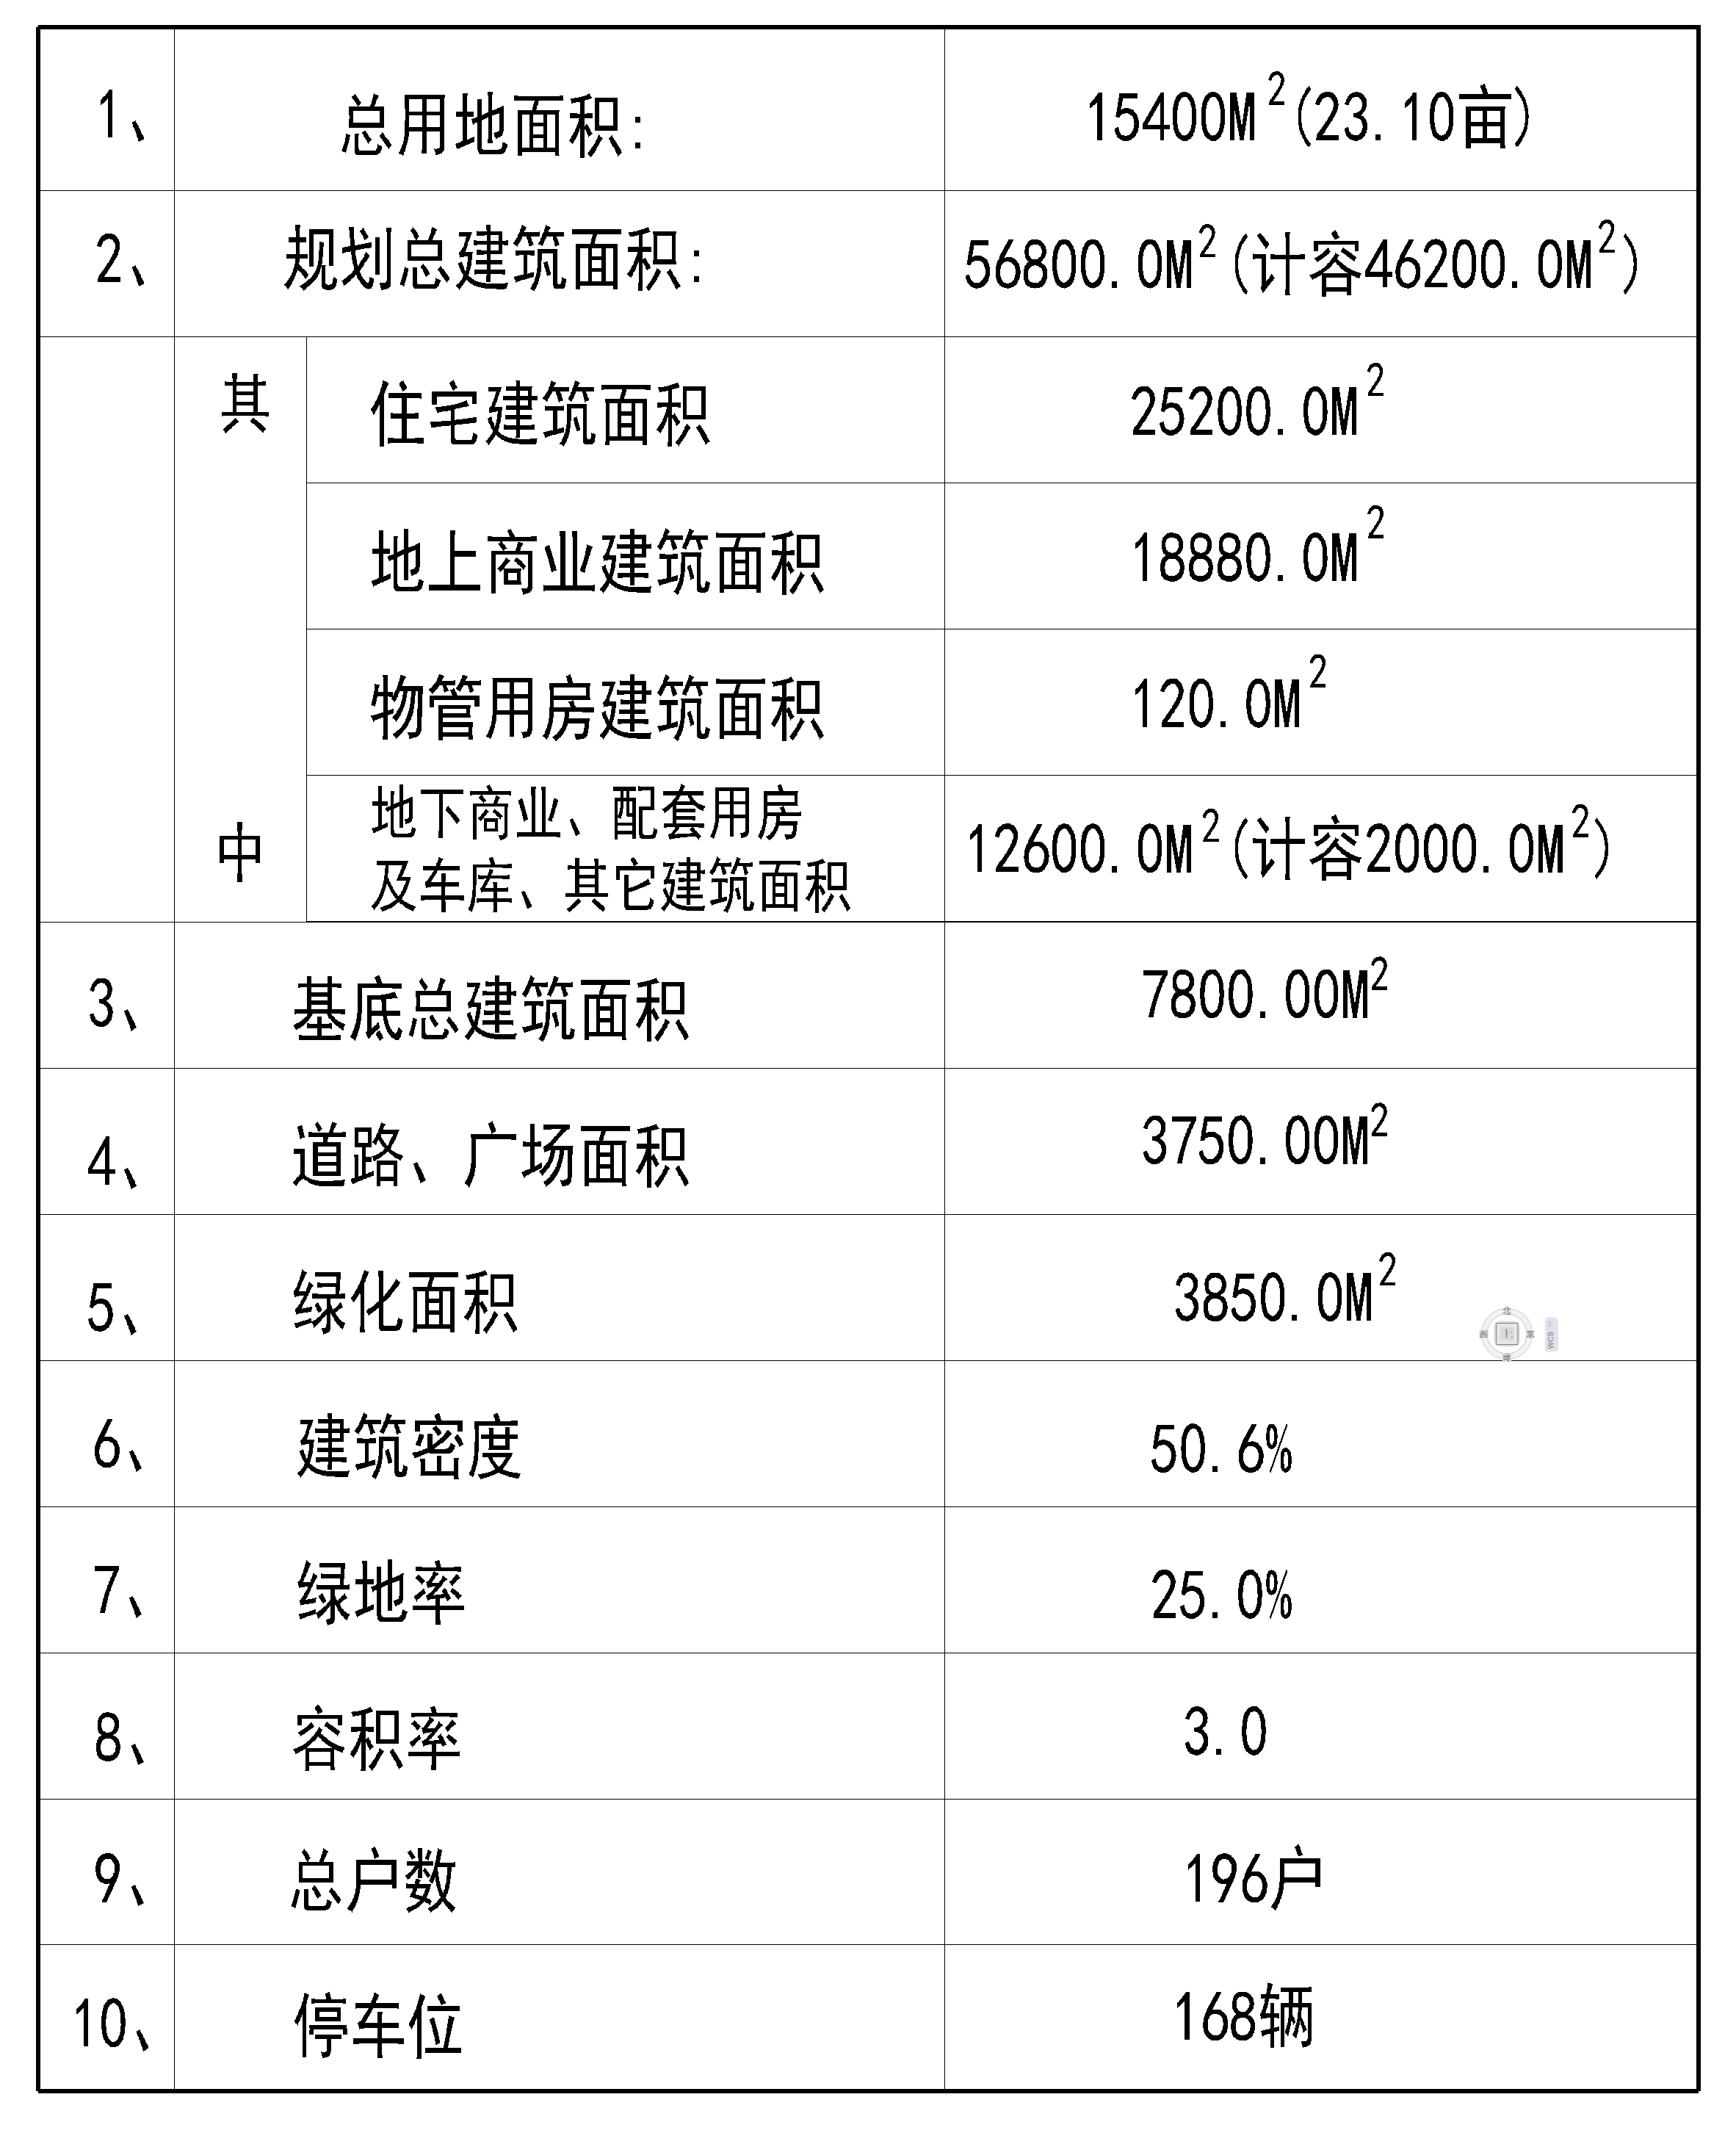 1、 总用地面积: 15400M²(23.10亩)
2、 规划总建筑面积: 56800.0M²(计容46200.0M²)
其 住宅建筑面积 25200.0M²
地上商业建筑面积 18880.0M²
物管用房建筑面积 120.0M²
中 地下商业、配套用房
及车库、其它建筑面积 12600.0M²(计容2000.0M²)
3、 基底总建筑面积 7800.00M²
4、 道路、广场面积 3750.00M²
5、 绿化面积 3850.0M²
北
西 上 东
南
WCS
6、 建筑密度 50.6%
7、 绿地率 25.0%
8、 容积率 3.0
9、 总户数 196户
10、 停车位 168辆